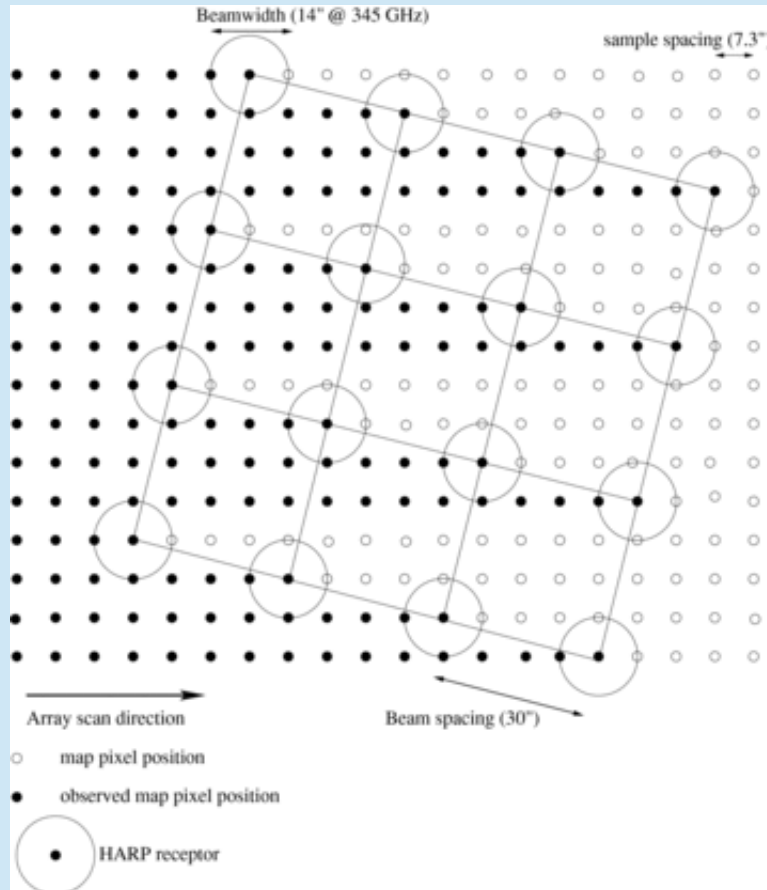 Beamwidth (14" @ 345 GHz)
sample spacing (7.3"
Array scan direction
Beam spacing (30")
map pixel position
observed map pixel position
HARP receptor